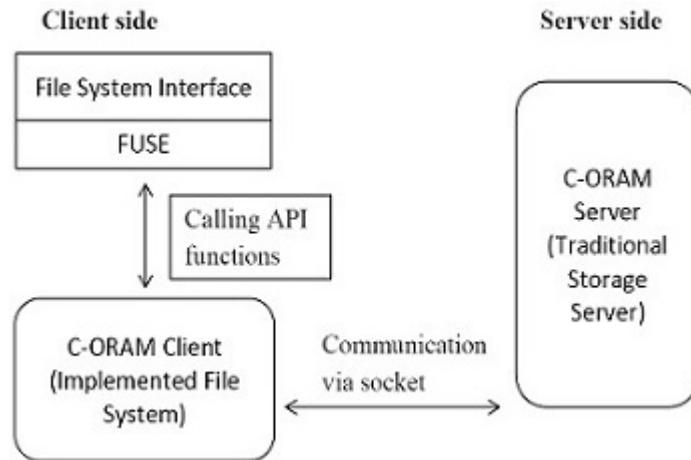 Client side
Server side
File System Interface
FUSE
Calling API
functions
C-ORAM Client
(Implemented File
System)
Communication
via socket
C-ORAM
Server
(Traditional
Storage
Server)